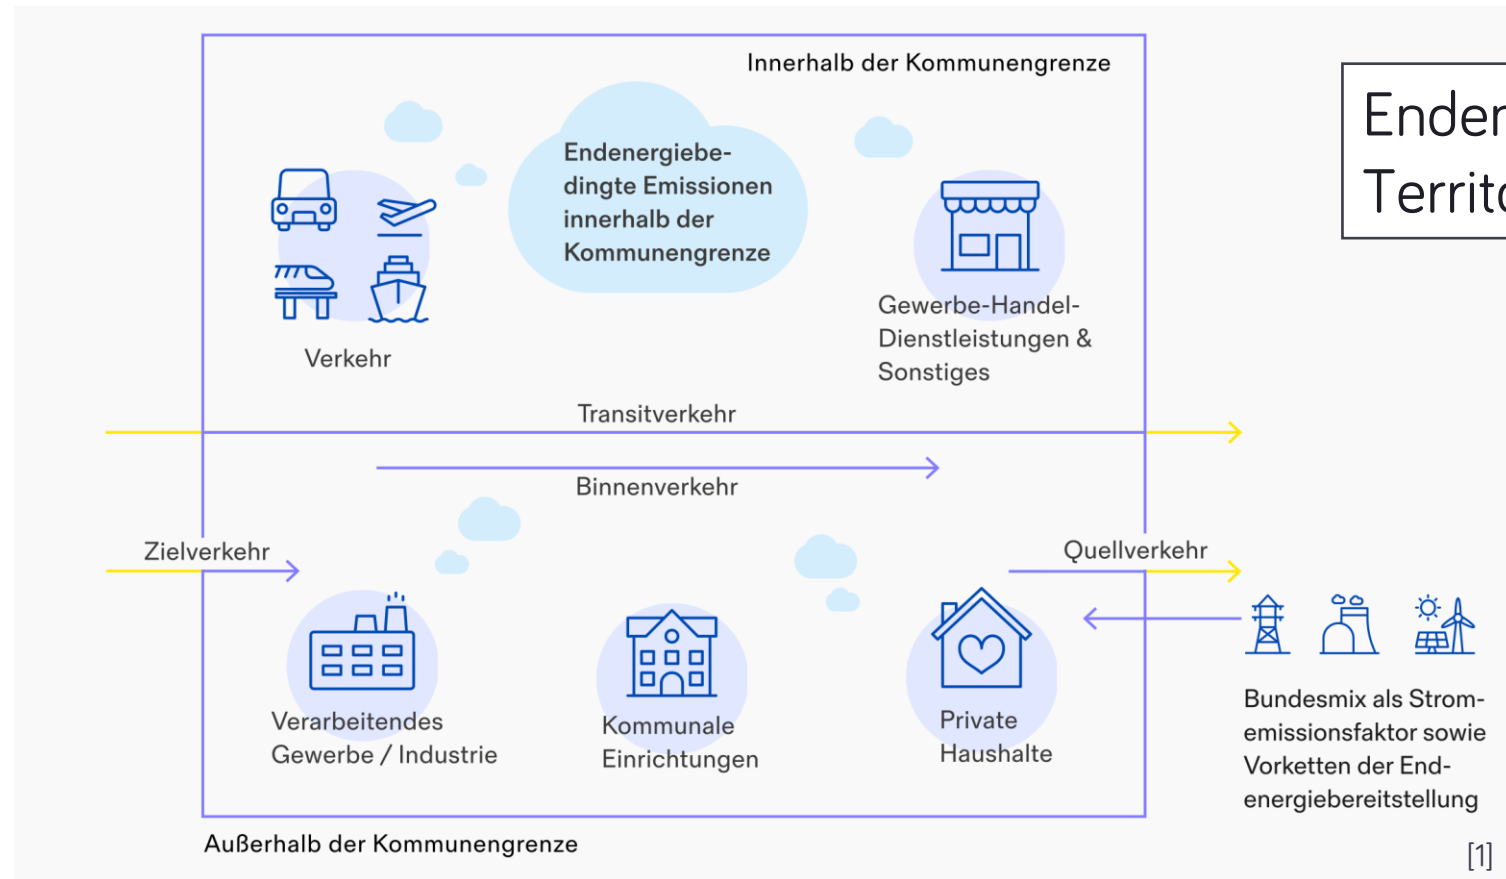 Innerhalb der Kommunengrenze
Endenergiebe-
dingte Emissionen
innerhalb der
Kommunengrenze
Verkehr
Gewerbe-Handel-
Dienstleistungen &
Sonstiges
Transitverkehr
Binnenverkehr
Zielverkehr
Quellverkehr
Verarbeitendes
Gewerbe / Industrie
Kommunale
Einrichtungen
Private
Haushalte
Bundesmix als Strom-
emissionsfaktor sowie
Vorketten der End-
energiebereitstellung
Außerhalb der Kommunengrenze
[1]